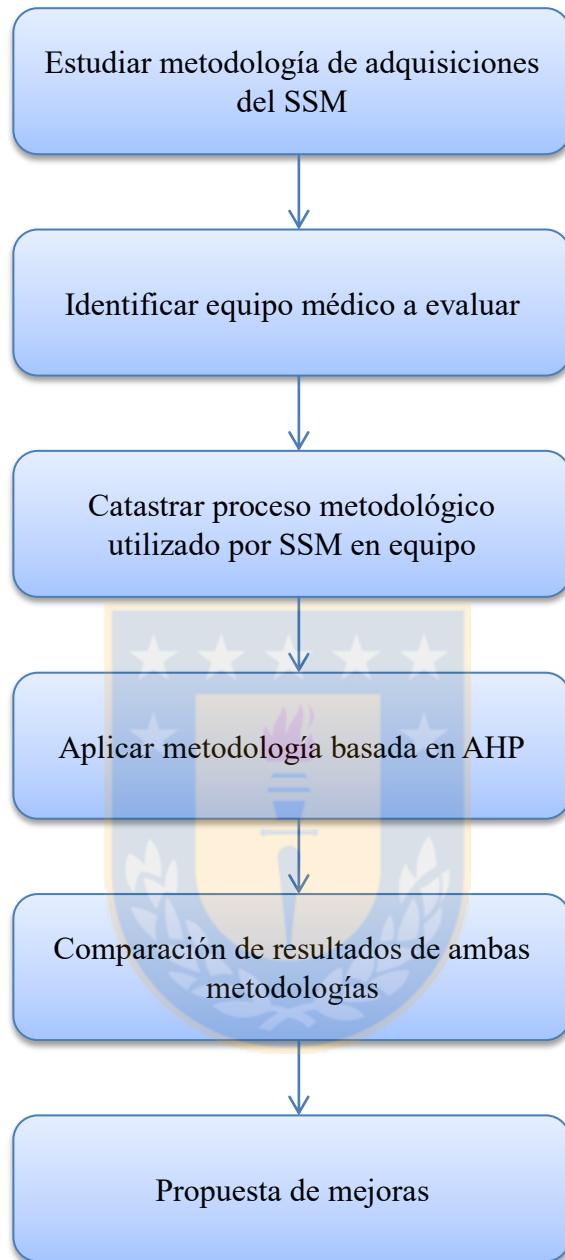 Estudiar metodología de adquisiciones
del SSM
Identificar equipo médico a evaluar
Catastrar proceso metodológico
utilizado por SSM en equipo
Aplicar metodología basada en AHP
Comparación de resultados de ambas
metodologías
Propuesta de mejoras